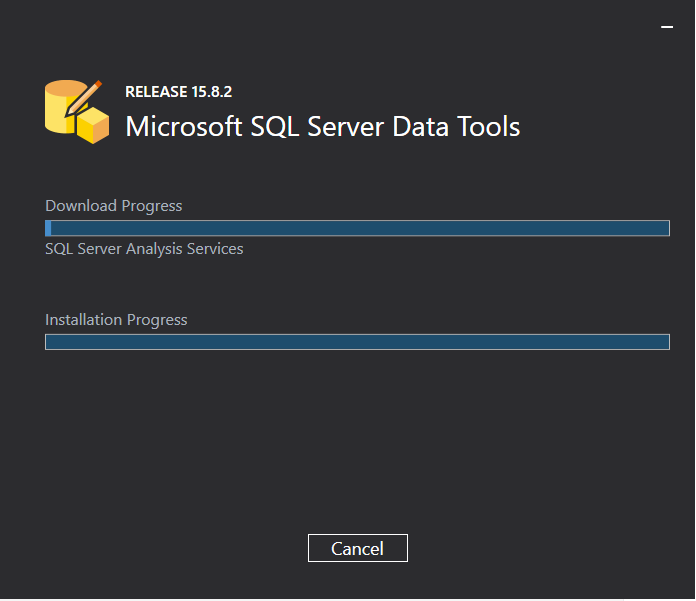 RELEASE 15.8.2
Microsoft SQL Server Data Tools
Download Progress
SQL Server Analysis Services
Installation Progress
Cancel